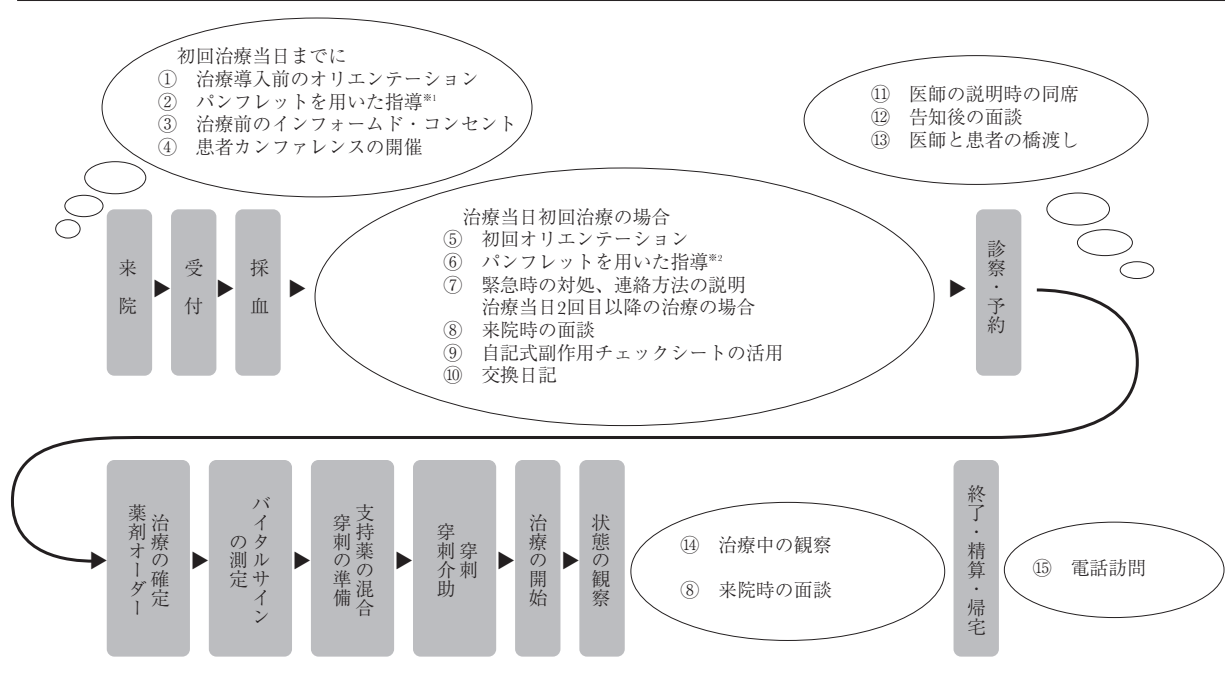 初回治療当日までに
① 治療導入前のオリエンテーション
② パンフレットを用いた指導※1
③ 治療前のインフォームド・コンセント
④ 患者カンファレンスの開催
⑪ 医師の説明時の同席
⑫ 告知後の面談
⑬ 医師と患者の橋渡し
来院
受付
採血
治療当日初回治療の場合
⑤ 初回オリエンテーション
⑥ パンフレットを用いた指導※2
⑦ 緊急時の対処、連絡方法の説明
治療当日2回目以降の治療の場合
⑧ 来院時の面談
⑨ 自記式副作用チェックシートの活用
⑩ 交換日記
診察・予約
治療の確定
薬剤オーダー
バイタルサイン
の測定
支持薬の混合
穿刺の準備
穿刺
穿刺介助
治療の開始
状態の観察
⑭ 治療中の観察
⑧ 来院時の面談
終了・精算・帰宅
⑮ 電話訪問